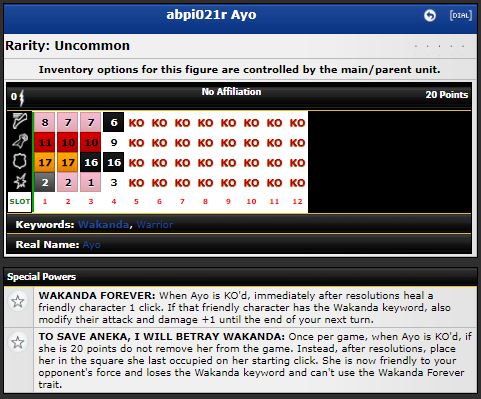 abpi021r Ayo
[DIAL]
Rarity: Uncommon
Inventory options for this figure are controlled by the main/parent unit.
0 No Affiliation 20 Points
8 7 7 6 KO KO KO KO KO KO KO KO
11 10 10 9 KO KO KO KO KO KO KO KO
17 17 16 16 KO KO KO KO KO KO KO KO
2 2 1 3 KO KO KO KO KO KO KO KO
SLOT 1 2 3 4 5 6 7 8 9 10 11 12
Keywords: Wakanda, Warrior
Real Name: Ayo
Special Powers
WAKANDA FOREVER: When Ayo is KO'd, immediately after resolutions heal a
friendly character 1 click. If that friendly character has the Wakanda keyword, also
modify their attack and damage +1 until the end of your next turn.
TO SAVE ANEKA, I WILL BETRAY WAKANDA: Once per game, when Ayo is KO'd, if
she is 20 points do not remove her from the game. Instead, after resolutions, place
her in the square she last occupied on her starting click. She is now friendly to your
opponent's force and loses the Wakanda keyword and can't use the Wakanda Forever
trait.